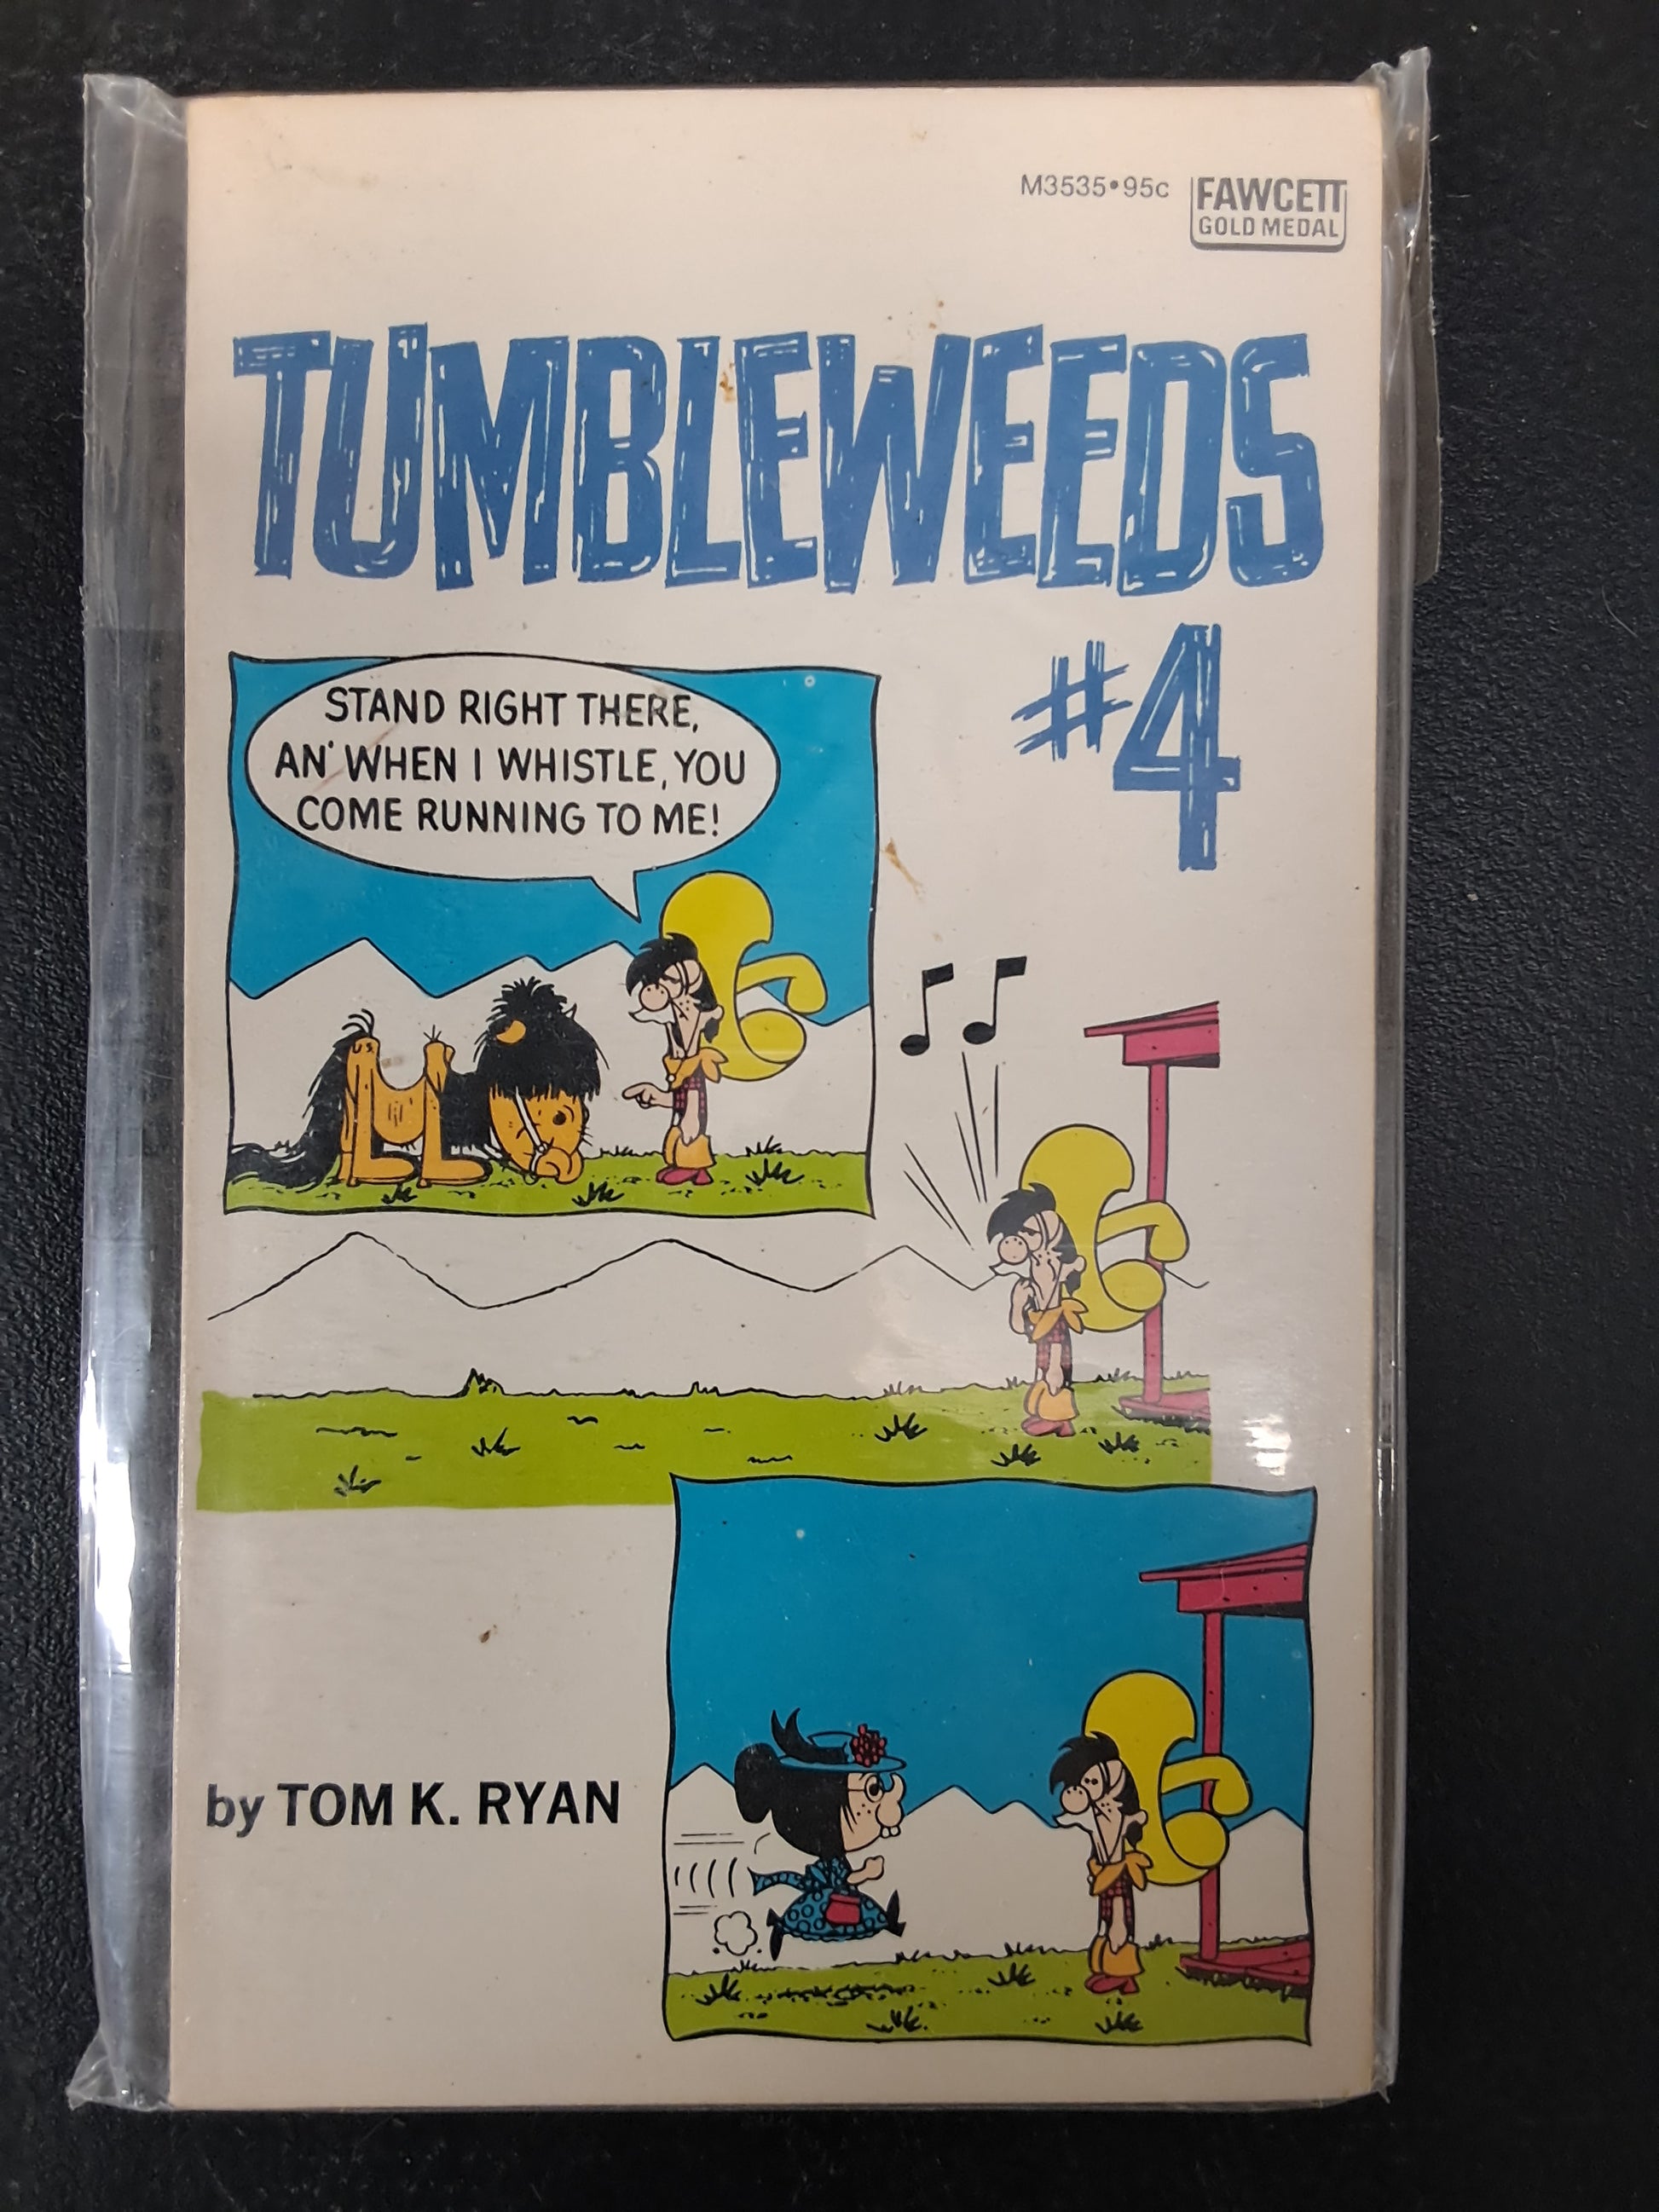 M3535•95c
FAWCETT
GOLD MEDAL
TUMBLEWEEDS
#4
STAND RIGHT THERE,
AN' WHEN I WHISTLE, YOU
COME RUNNING TO ME!
U.S.
by TOM K. RYAN